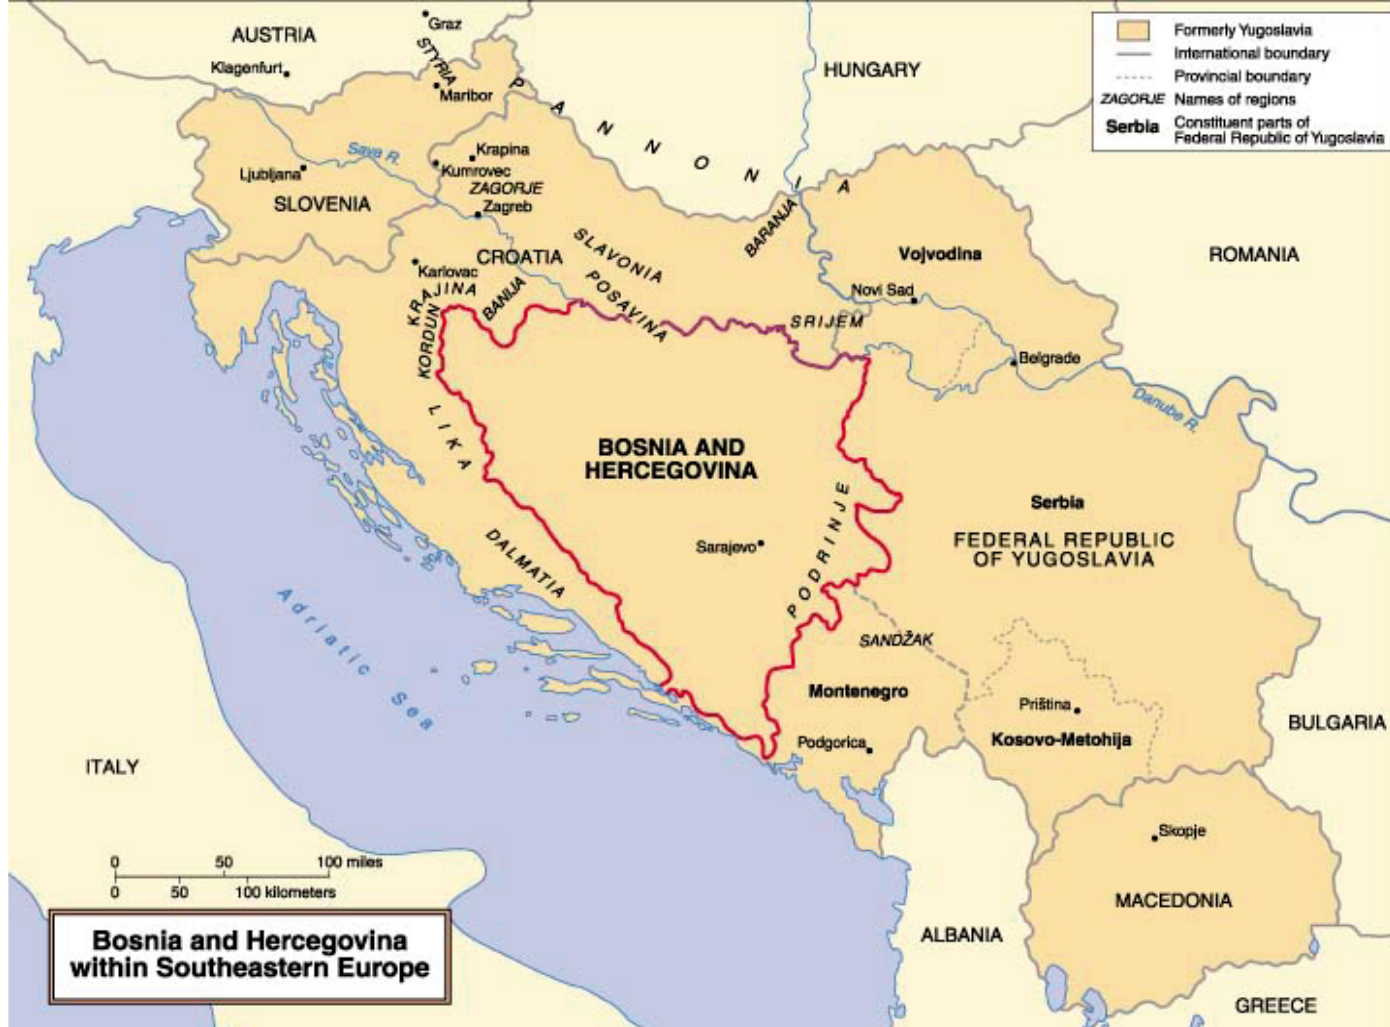 Graz
AUSTRIA
STYRIA
Klagenfurt
Maribor
HUNGARY
PANNONIA
Formerly Yugoslavia
International boundary
Provincial boundary
ZAGORJE Names of regions
Serbia Constituent parts of
Federal Republic of Yugoslavia
Sava R.
Krapina
Kumrovec
Ljubljana
ZAGORJE
SLOVENIA
Zagreb
BARANJA
SLAVONIA
Vojvodina
ROMANIA
CROATIA
Karlovac
KRAJINA
BANIJA
POSAVINA
Novi Sad
SRIJEM
KORDUN
Belgrade
Danube R.
LIKA
BOSNIA AND
HERCEGOVINA
PODRINJE
Serbia
FEDERAL REPUBLIC
OF YUGOSLAVIA
Sarajevo
DALMATIA
Adriatic Sea
SANDŽAK
Montenegro
Priština
Kosovo-Metohija
BULGARIA
Podgorica
ITALY
Skopje
MACEDONIA
ALBANIA
GREECE
0 50 100 miles
0 50 100 kilometers
Bosnia and Hercegovina
within Southeastern Europe